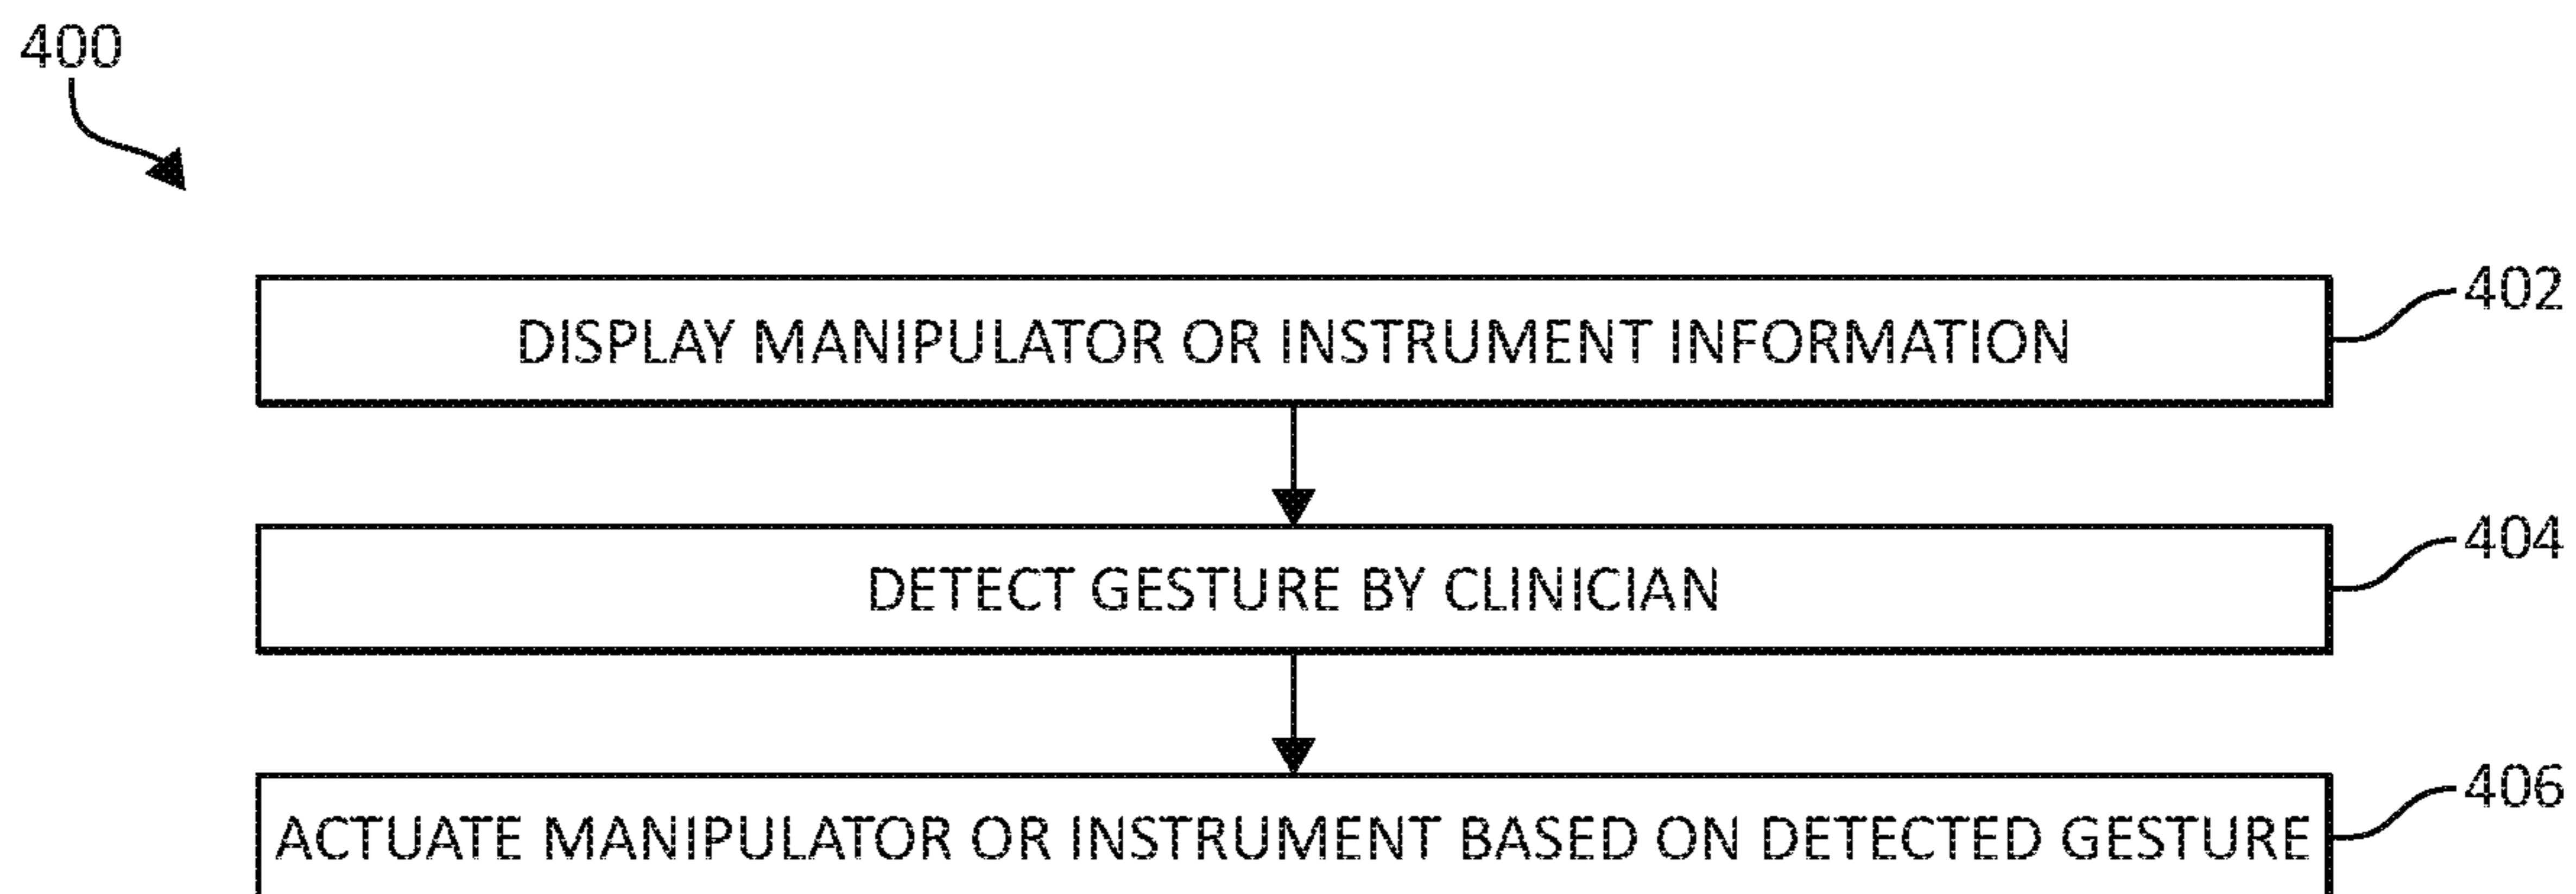 400
DISPLAY MANIPULATOR OR INSTRUMENT INFORMATION
402
DETECT GESTURE BY CLINICIAN
404
ACTUATE MANIPULATOR OR INSTRUMENT BASED ON DETECTED GESTURE
406